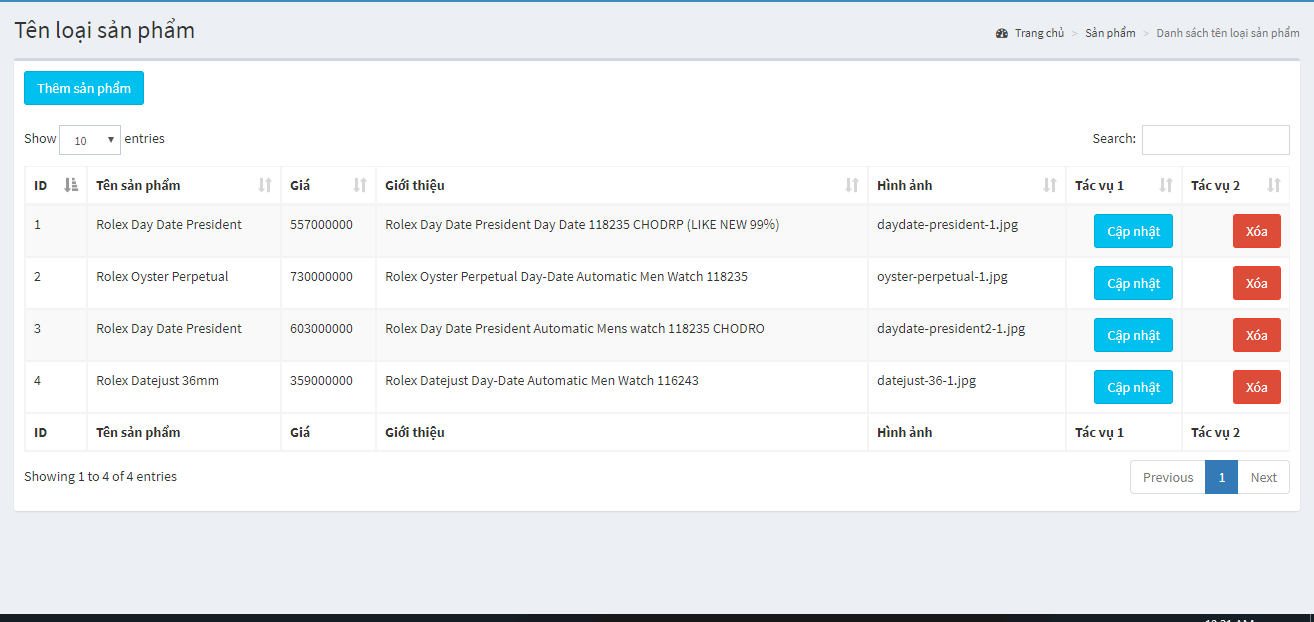 Tên loại sản phẩm
Trang chủ > Sản phẩm > Danh sách tên loại sản phẩm
Thêm sản phẩm
Show 10 entries
Search:
ID Tên sản phẩm Giá Giới thiệu Hình ảnh Tác vụ 1 Tác vụ 2
1 Rolex Day Date President 557000000 Rolex Day Date President Day Date 118235 CHODRP (LIKE NEW 99%) daydate-president-1.jpg Cập nhật Xóa
2 Rolex Oyster Perpetual 730000000 Rolex Oyster Perpetual Day-Date Automatic Men Watch 118235 oyster-perpetual-1.jpg Cập nhật Xóa
3 Rolex Day Date President 603000000 Rolex Day Date President Automatic Mens watch 118235 CHODRO daydate-president2-1.jpg Cập nhật Xóa
4 Rolex Datejust 36mm 359000000 Rolex Datejust Day-Date Automatic Men Watch 116243 datejust-36-1.jpg Cập nhật Xóa
ID Tên sản phẩm Giá Giới thiệu Hình ảnh Tác vụ 1 Tác vụ 2
Showing 1 to 4 of 4 entries
Previous 1 Next